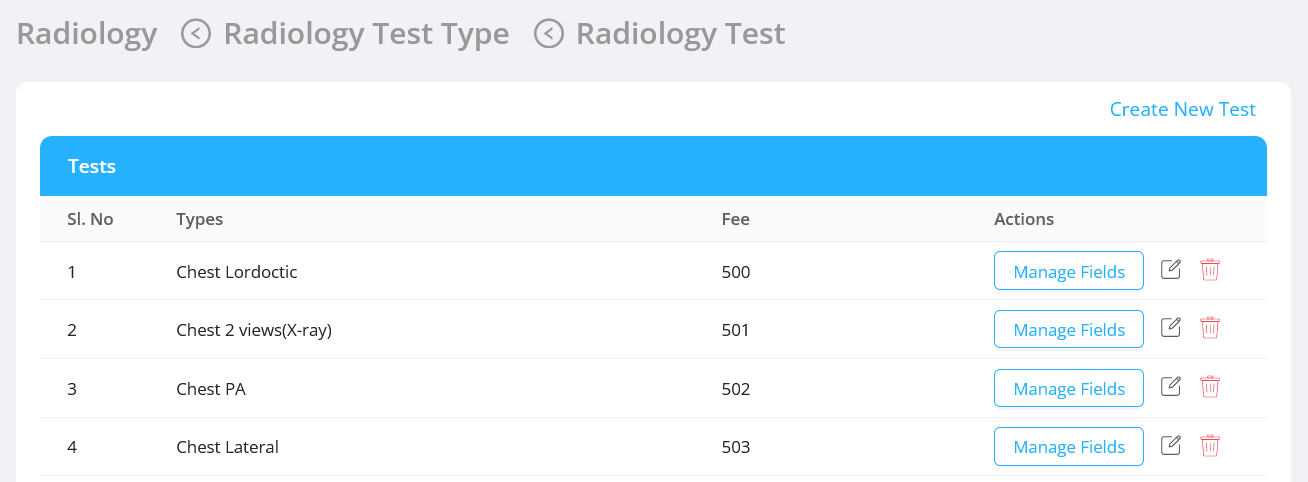 Radiology Radiology Test Type Radiology Test
Create New Test
Tests
Sl. No Types Fee Actions
1 Chest Lordoctic 500 Manage Fields
2 Chest 2 views(X-ray) 501 Manage Fields
3 Chest PA 502 Manage Fields
4 Chest Lateral 503 Manage Fields